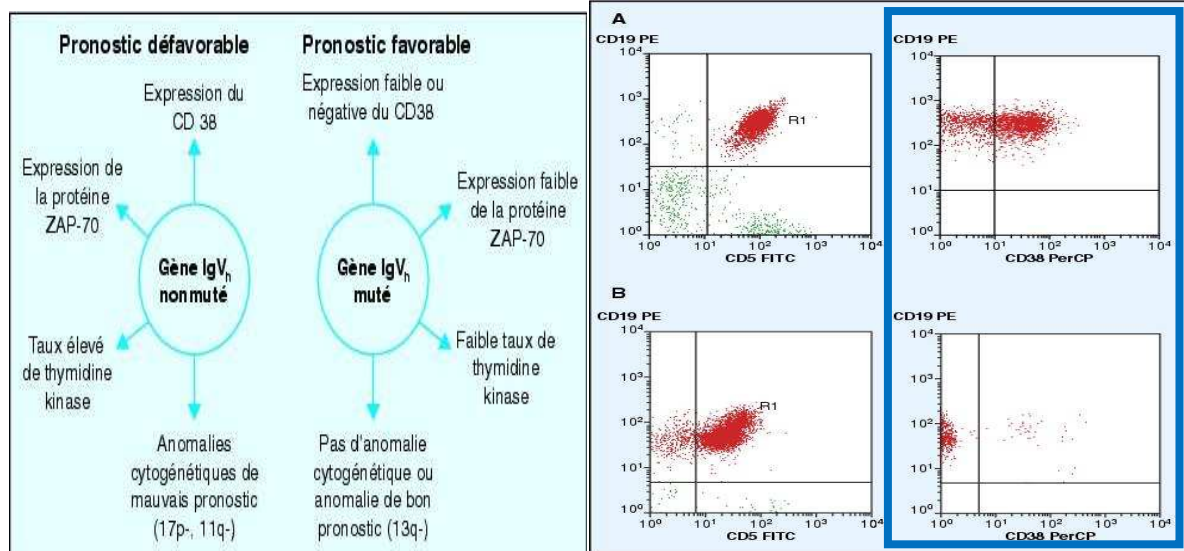 Pronostic défavorable
Expression du
CD 38
Expression de
la protéine
ZAP-70
Gène IgVh
non muté
Taux élevé
de thymidine
kinase
Anomalies
cytogénétiques de
mauvais pronostic
(17p-, 11q-)
Pronostic favorable
Expression faible ou
négative du CD38
Expression faible
de la protéine
ZAP-70
Gène IgVh
muté
Faible taux de
thymidine
kinase
Pas d'anomalie
cytogénétique ou
anomalie de bon
pronostic (13q-)
A
CD19 PE
10⁴
10³
10²
10¹
10⁰
R1
10⁰ 10¹ 10² 10³ 10⁴
CD5 FITC
CD19 PE
10⁴
10³
10²
10¹
10⁰
10⁰ 10¹ 10² 10³ 10⁴
CD38 PerCP
B
CD19 PE
10⁴
10³
10²
10¹
10⁰
R1
10⁰ 10¹ 10² 10³ 10⁴
CD5 FITC
CD19 PE
10⁴
10³
10²
10¹
10⁰
10⁰ 10¹ 10² 10³ 10⁴
CD38 PerCP